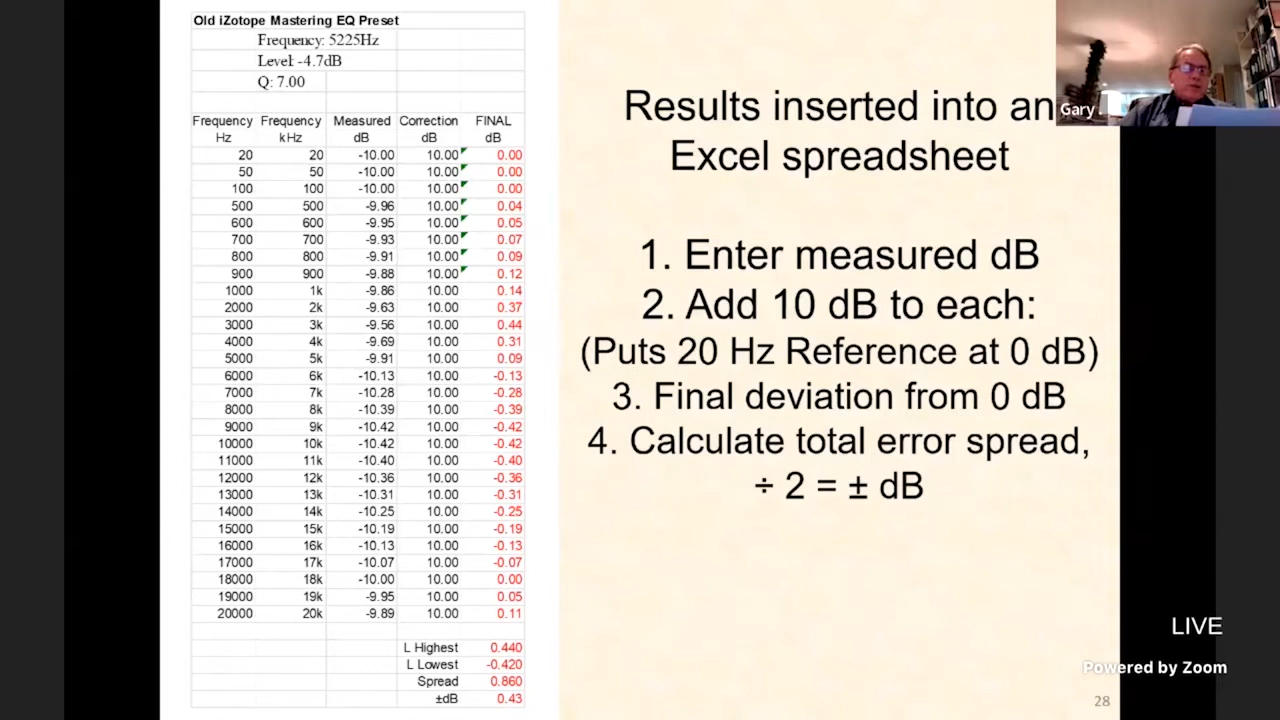 Old iZotope Mastering EQ Preset
Frequency: 5225Hz
Level: -4.7dB
Q: 7.00
Frequency Frequency Measured Correction FINAL
Hz kHz dB dB dB
20 20 -10.00 10.00 0.00
50 50 -10.00 10.00 0.00
100 100 -10.00 10.00 0.00
500 500 -9.96 10.00 0.04
600 600 -9.95 10.00 0.05
700 700 -9.93 10.00 0.07
800 800 -9.91 10.00 0.09
900 900 -9.88 10.00 0.12
1000 1k -9.86 10.00 0.14
2000 2k -9.63 10.00 0.37
3000 3k -9.56 10.00 0.44
4000 4k -9.69 10.00 0.31
5000 5k -9.91 10.00 0.09
6000 6k -10.13 10.00 -0.13
7000 7k -10.28 10.00 -0.28
8000 8k -10.39 10.00 -0.39
9000 9k -10.42 10.00 -0.42
10000 10k -10.42 10.00 -0.42
11000 11k -10.40 10.00 -0.40
12000 12k -10.36 10.00 -0.36
13000 13k -10.31 10.00 -0.31
14000 14k -10.25 10.00 -0.25
15000 15k -10.19 10.00 -0.19
16000 16k -10.13 10.00 -0.13
17000 17k -10.07 10.00 -0.07
18000 18k -10.00 10.00 0.00
19000 19k -9.95 10.00 0.05
20000 20k -9.89 10.00 0.11
L Highest 0.440
L Lowest -0.420
Spread 0.860
±dB 0.43
Results inserted into an
Excel spreadsheet
1. Enter measured dB
2. Add 10 dB to each:
(Puts 20 Hz Reference at 0 dB)
3. Final deviation from 0 dB
4. Calculate total error spread,
÷ 2 = ± dB
Gary
LIVE
Powered by Zoom
28